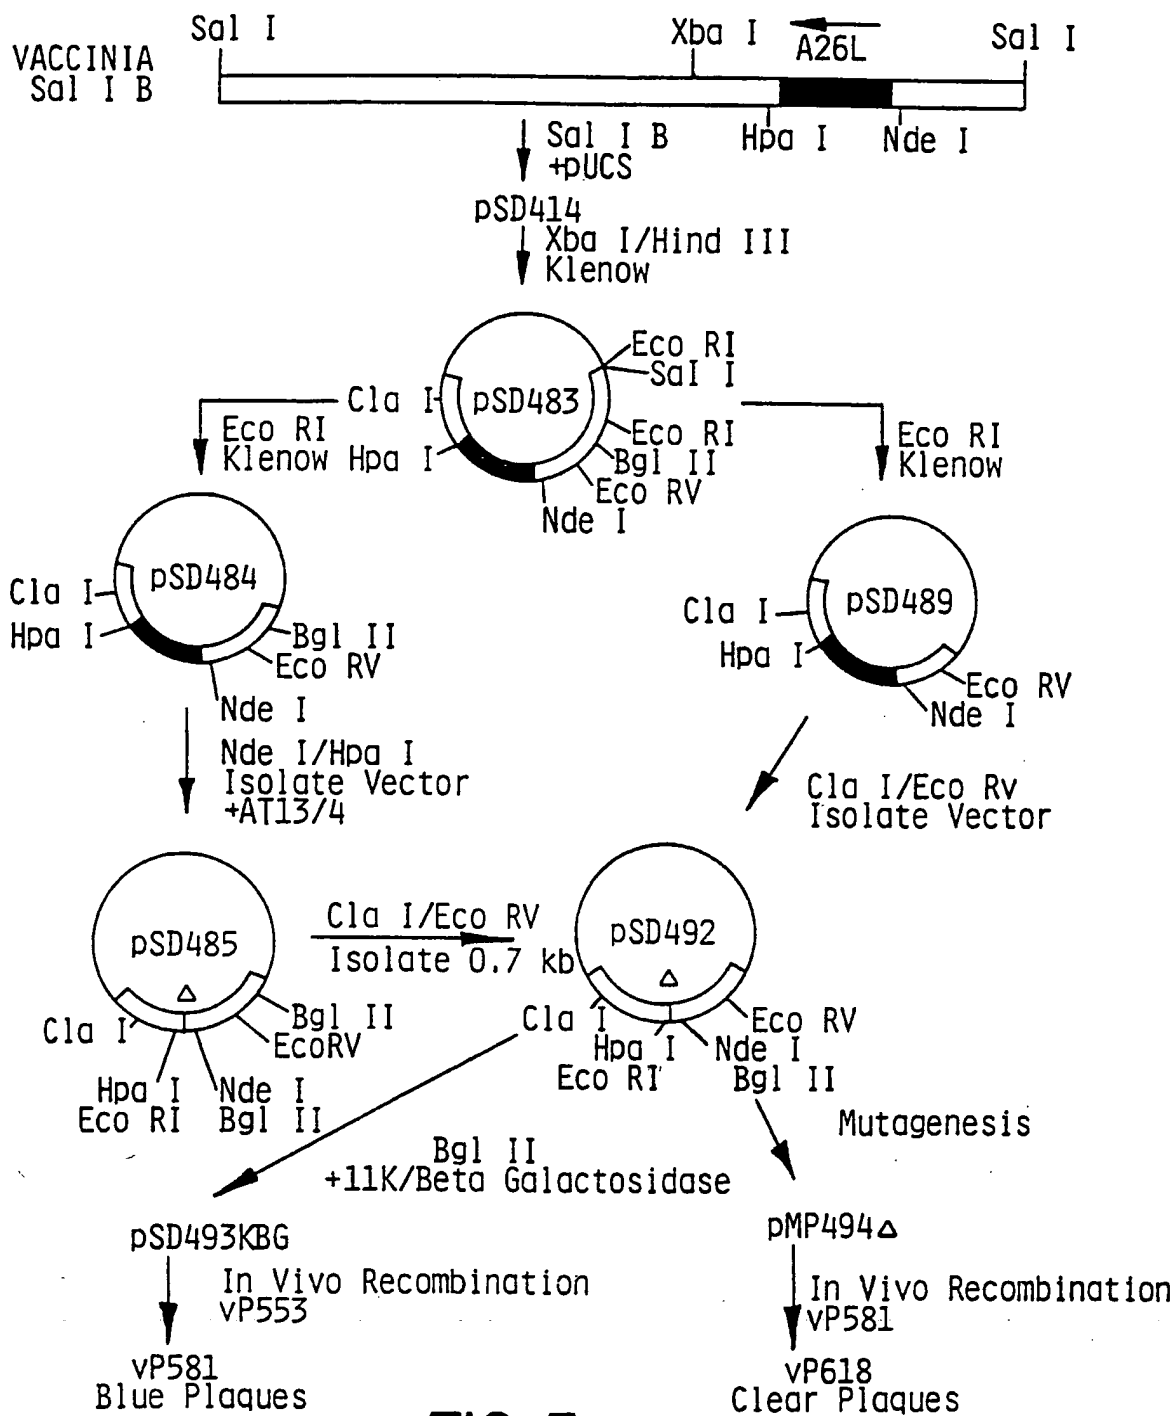 Sal I
Xba I
A26L
Sal I
VACCINIA
Sal I B
Hpa I
Nde I
Sal I B
+pUCS
pSD414
Xba I/Hind III
Klenow
pSD483
Eco RI
SaI I
Cla I
Eco RI
Klenow
Hpa I
Eco RI
Bgl II
Eco RV
Nde I
Eco RI
Klenow
pSD484
Cla I
Hpa I
Bgl II
Eco RV
Nde I
pSD489
Cla I
Hpa I
Eco RV
Nde I
Nde I/Hpa I
Isolate Vector
+AT13/4
Cla I/Eco Rv
Isolate Vector
pSD485
Δ
Cla I
Bgl II
EcoRV
Hpa I
Eco RI
Nde I
Bgl II
Cla I/Eco RV
Isolate 0.7 kb
pSD492
Δ
Cla I
Eco RV
Hpa I
Eco RI
Nde I
Bgl II
Mutagenesis
Bgl II
+11K/Beta Galactosidase
pSD493KBG
pMP494Δ
In Vivo Recombination
vP553
In Vivo Recombination
vP581
vP581
Blue Plaques
vP618
Clear Plaques